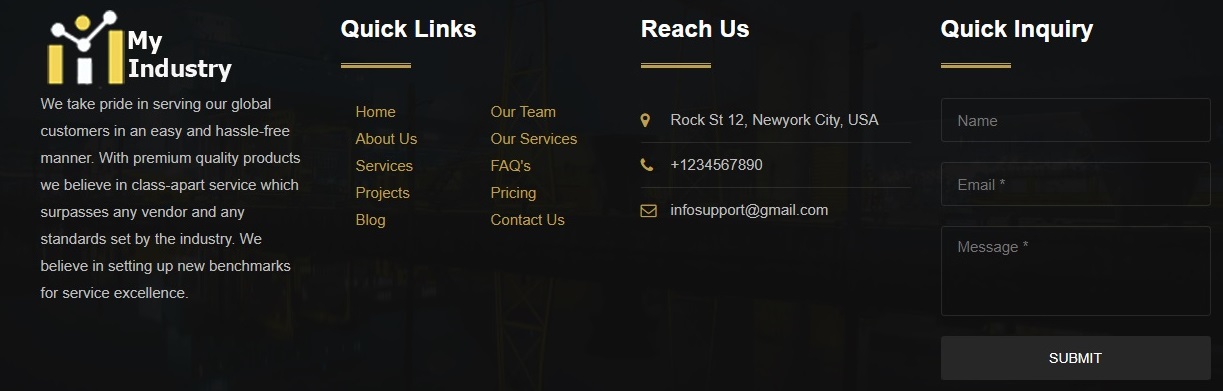 My
Industry
We take pride in serving our global
customers in an easy and hassle-free
manner. With premium quality products
we believe in class-apart service which
surpasses any vendor and any
standards set by the industry. We
believe in setting up new benchmarks
for service excellence.
Quick Links
Home
About Us
Services
Projects
Blog
Our Team
Our Services
FAQ's
Pricing
Contact Us
Reach Us
Rock St 12, Newyork City, USA
+1234567890
infosupport@gmail.com
Quick Inquiry
Name
Email *
Message *
SUBMIT